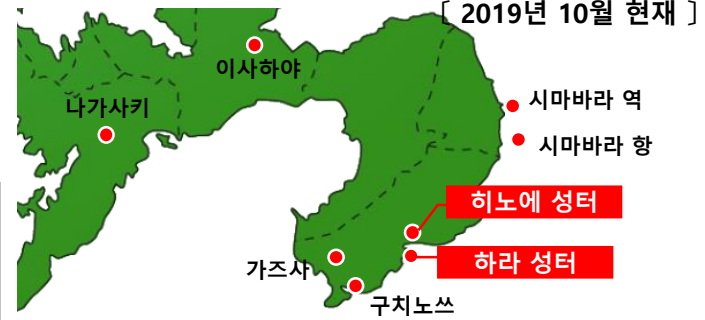 [ 2019년 10월 현재 ]
이사하야
나가사키
시마바라 역
시마바라 항
히노에 성터
하라 성터
가즈사
구치노쓰